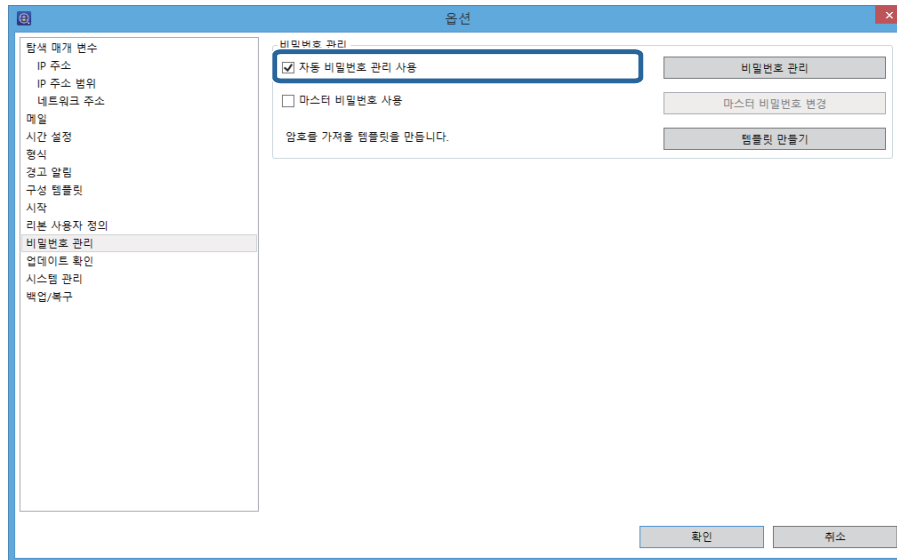 옵션
탐색 매개 변수
IP 주소
IP 주소 범위
네트워크 주소
메일
시간 설정
형식
경고 알림
구성 템플릿
시작
리본 사용자 정의
비밀번호 관리
업데이트 확인
시스템 관리
백업/복구
비밀번호 관리
자동 비밀번호 관리 사용
비밀번호 관리
마스터 비밀번호 사용
마스터 비밀번호 변경
암호를 가져올 템플릿을 만듭니다.
템플릿 만들기
확인
취소